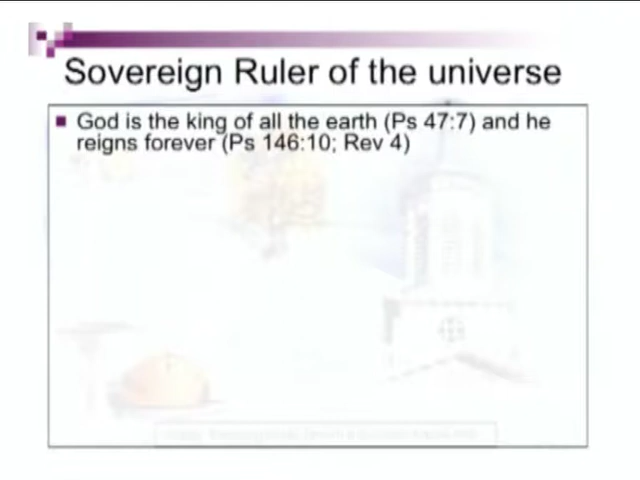 Sovereign Ruler of the universe
God is the king of all the earth (Ps 47:7) and he
reigns forever (Ps 146:10; Rev 4)